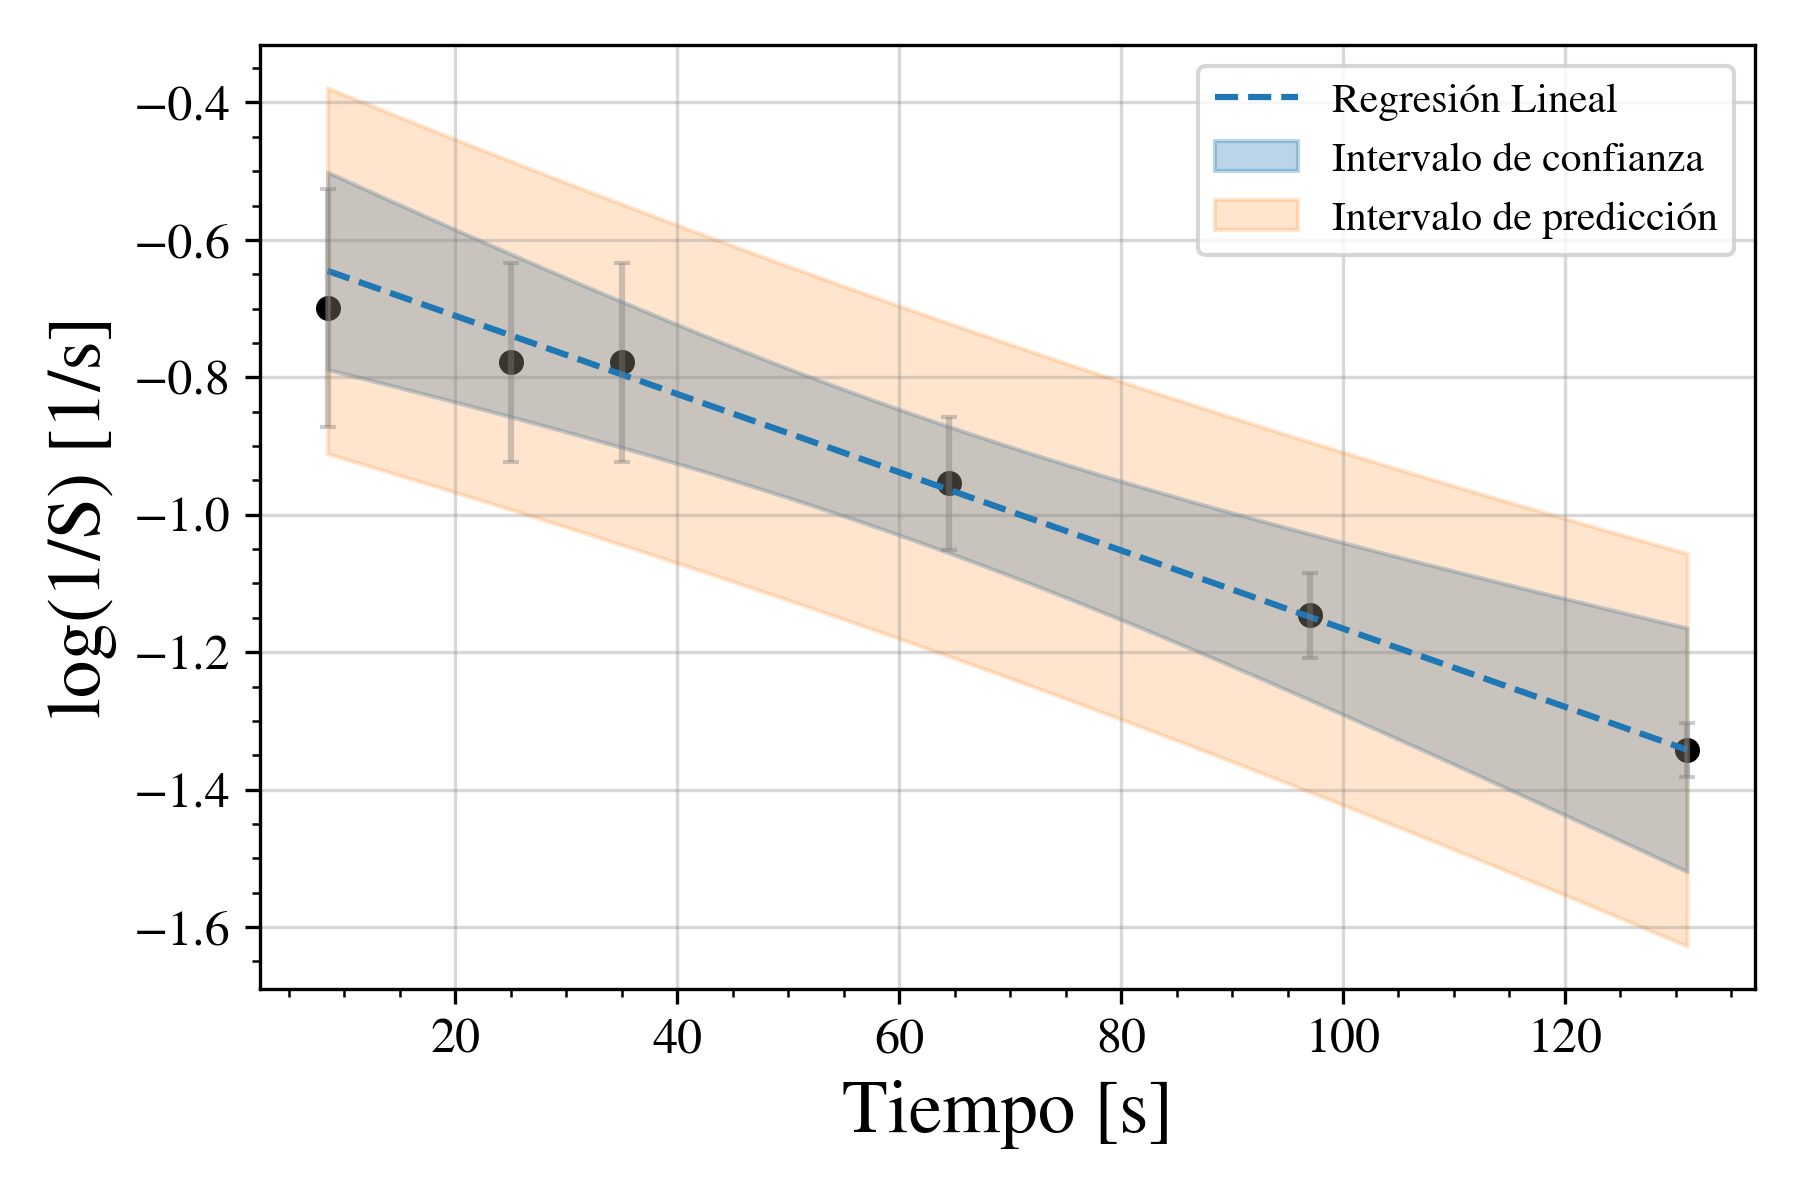 log(1/S) [1/s]
−0.4
−0.6
−0.8
−1.0
−1.2
−1.4
−1.6
Regresión Lineal
Intervalo de confianza
Intervalo de predicción
20 40 60 80 100 120
Tiempo [s]